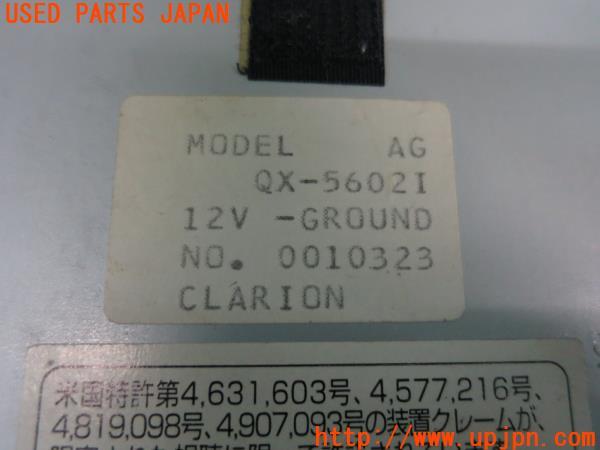 USED PARTS JAPAN
MODEL AG
QX-5602I
12V -GROUND
NO. 0010323
CLARION
米国特許第4,631,603号、4,577,216号、
4,819,098号、4,907,093の装置クレームが、
http://www.upjpn.com/